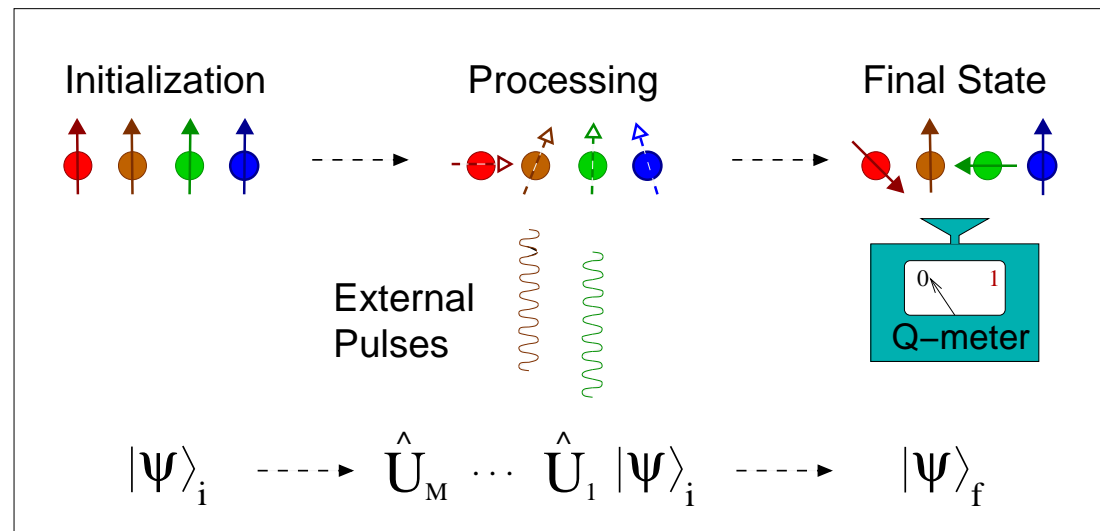 Initialization Processing Final State
External
Pulses
0 1
Q−meter
|Ψ⟩i Û_M ··· Û_1 |Ψ⟩i |Ψ⟩f